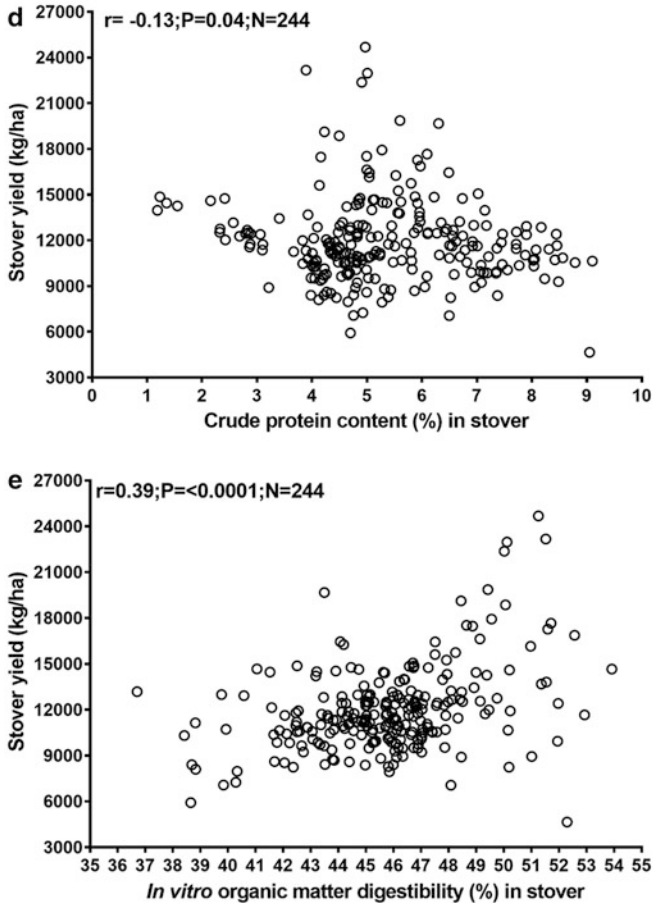 d
r= -0.13;P=0.04;N=244
27000
24000
21000
18000
15000
12000
9000
6000
3000
Stover yield (kg/ha)
0 1 2 3 4 5 6 7 8 9 10
Crude protein content (%) in stover
e
r=0.39;P=<0.0001;N=244
27000
24000
21000
18000
15000
12000
9000
6000
3000
Stover yield (kg/ha)
35 36 37 38 39 40 41 42 43 44 45 46 47 48 49 50 51 52 53 54 55
In vitro organic matter digestibility (%) in stover